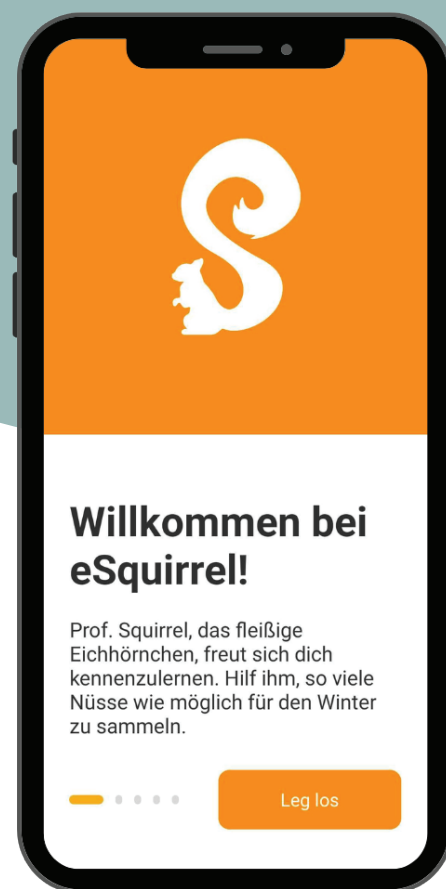 Willkommen bei
eSquirrel!
Prof. Squirrel, das fleißige
Eichhörnchen, freut sich dich
kennenzulernen. Hilf ihm, so viele
Nüsse wie möglich für den Winter
zu sammeln.
Leg los